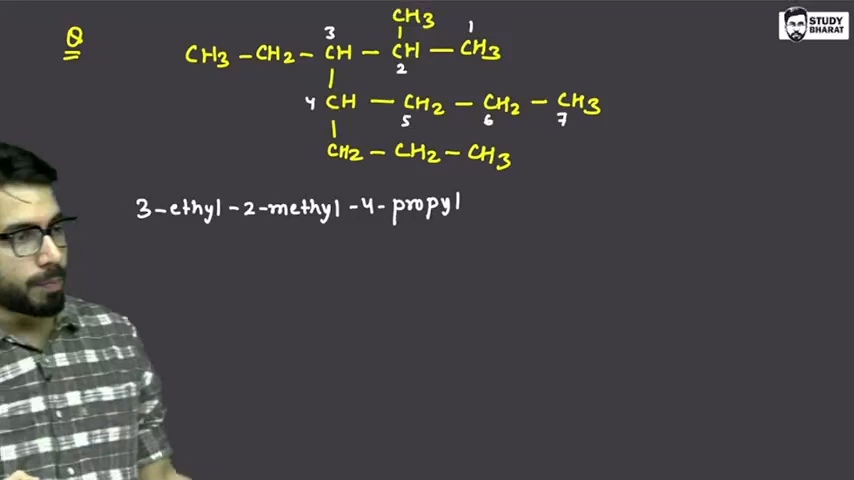 Q
CH3
3 1
CH3 – CH2 – CH – CH – CH3
2
4 CH – CH2 – CH2 – CH3
5 6 7
CH2 – CH2 – CH3
3-ethyl-2-methyl-4-propyl
STUDY
BHARAT